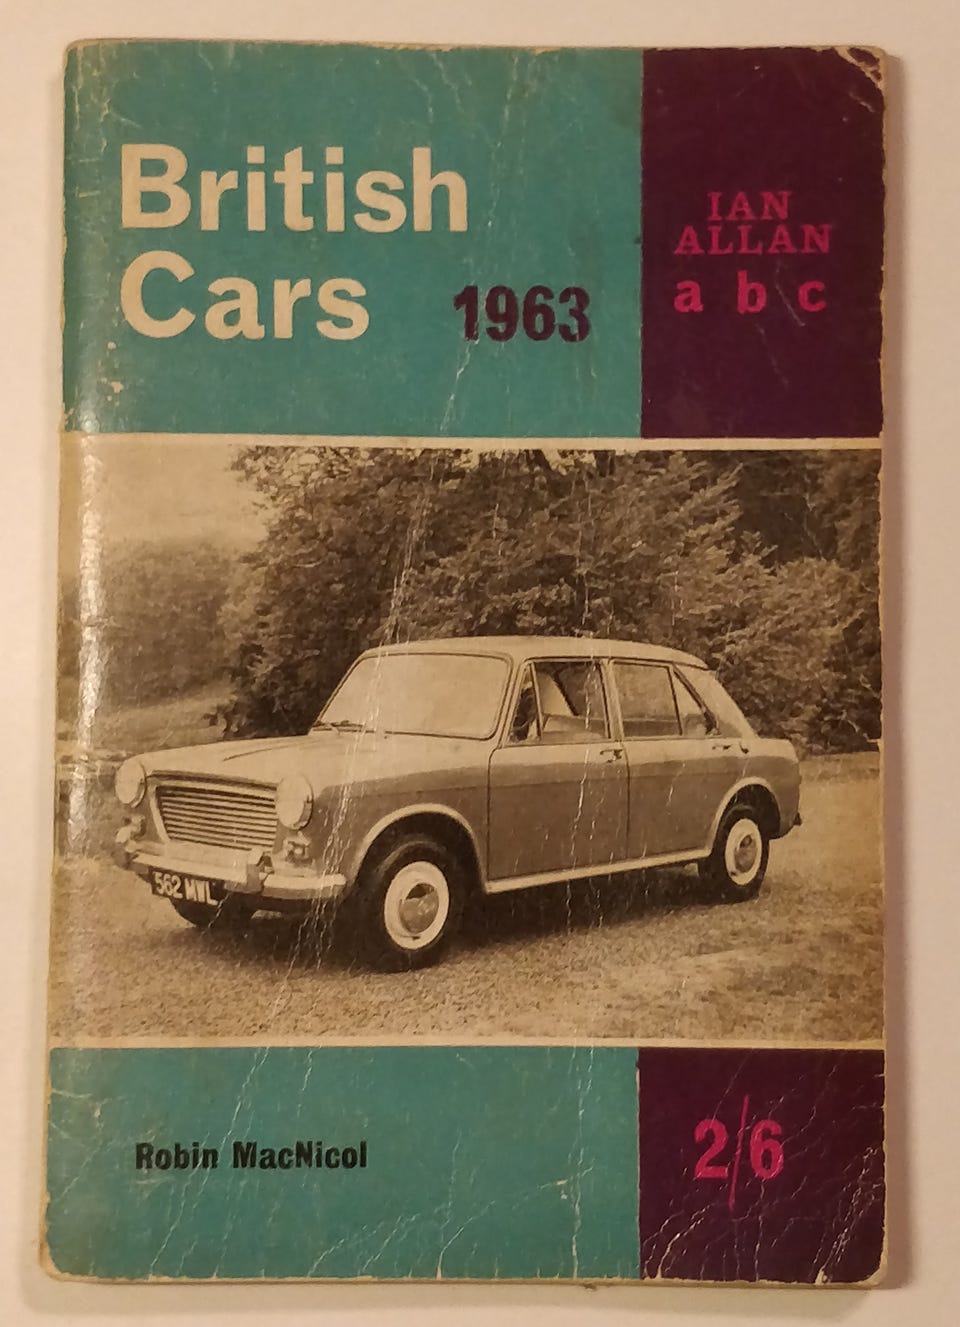 British
Cars 1963
IAN
ALLAN
a b c
562 MWL
Robin MacNicol
2/6